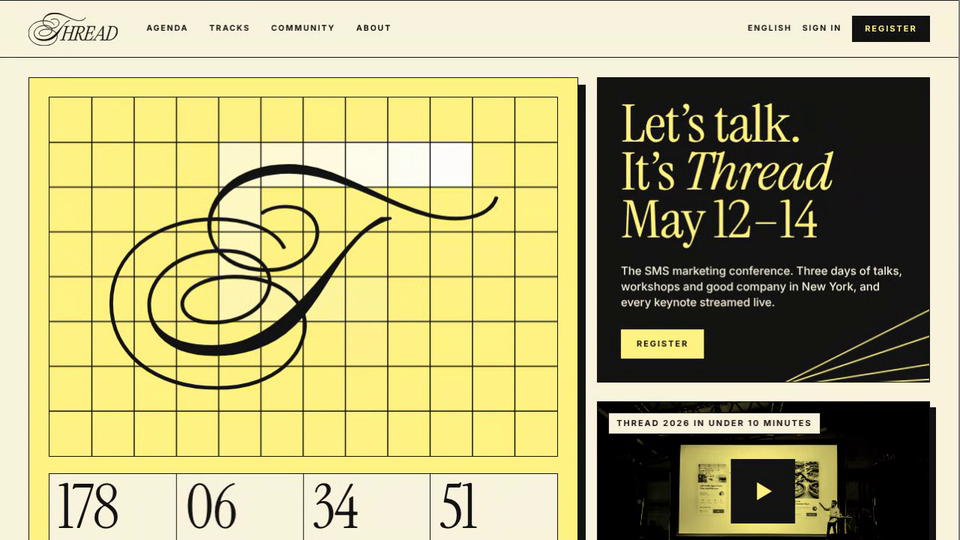 THREAD
AGENDA
TRACKS
COMMUNITY
ABOUT
ENGLISH
SIGN IN
REGISTER
T
178
06
34
51
Let’s talk.
It’s Thread
May 12–14
The SMS marketing conference. Three days of talks,
workshops and good company in New York, and
every keynote streamed live.
REGISTER
THREAD 2026 IN UNDER 10 MINUTES